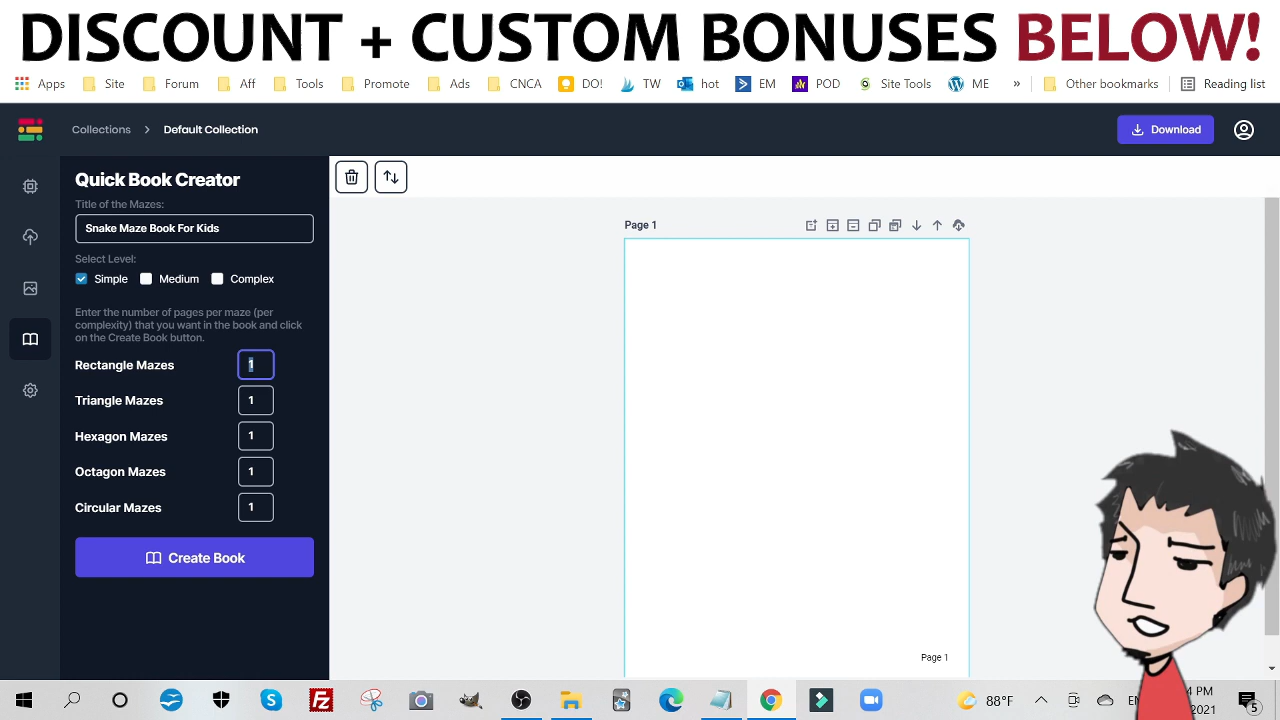 DISCOUNT + CUSTOM BONUSES BELOW!
Apps Site Forum Aff Tools Promote Ads CNCA DO! TW hot EM POD Site Tools ME » Other bookmarks Reading list
Collections > Default Collection Download
Quick Book Creator
Title of the Mazes:
Snake Maze Book For Kids
Select Level:
Simple Medium Complex
Enter the number of pages per maze (per
complexity) that you want in the book and click
on the Create Book button.
Rectangle Mazes 1
Triangle Mazes 1
Hexagon Mazes 1
Octagon Mazes 1
Circular Mazes 1
Create Book
Page 1
Page 1
88°F
4 PM
2021
5